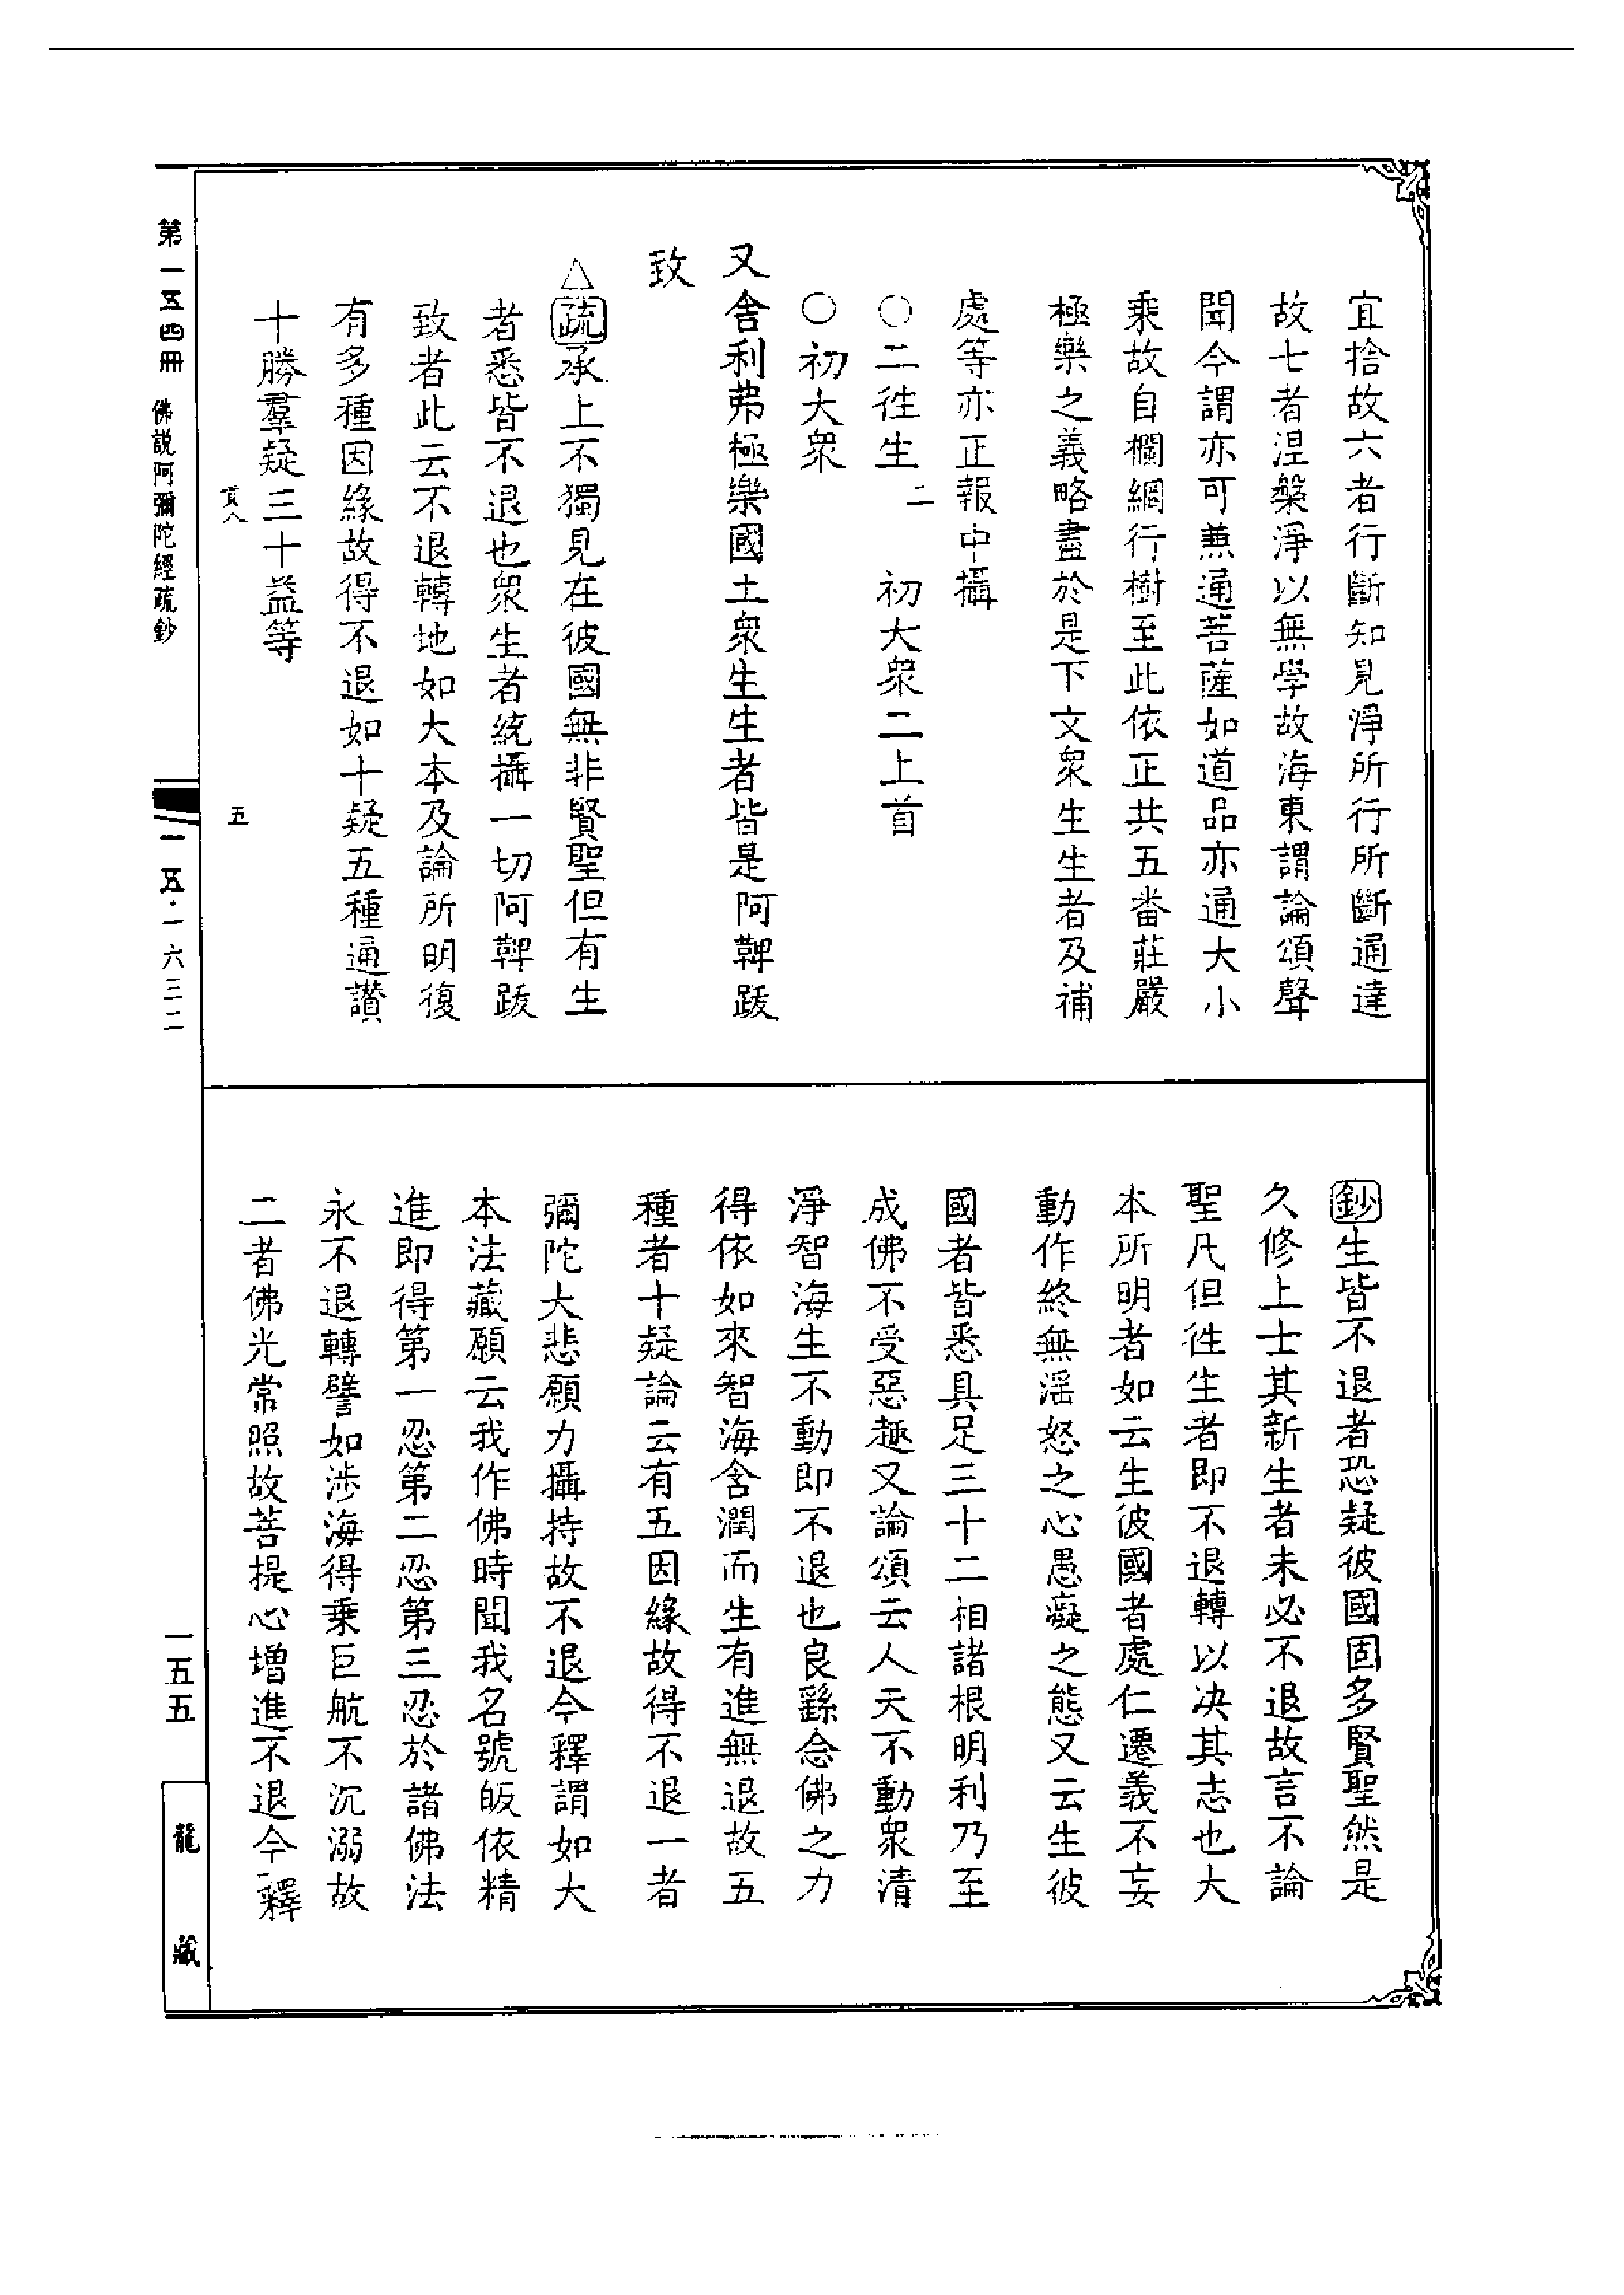 宜捨故六者行斷知見淨所行所斷通達
故七者涅槃淨以無學故海東謂論頌聲
聞今謂亦可兼通菩薩如道品亦通大小
乘故自欄網行樹至此依正共五番莊嚴
極樂之義略盡於是下文衆生生者及補
處等亦正報中攝
〇二往生二 初大衆二上首
〇初大衆
又舍利弗極樂國土衆生生者皆是阿鞞跋
致
△疏承上不獨見在彼國無非賢聖但有生
者悉皆不退也衆生者統攝一切阿鞞跋
致者此云不退轉地如大本及論所明復
有多種因緣故得不退如十疑五種通讚
十勝羣疑三十益等
貢八 五
鈔生皆不退者恐疑彼國固多賢聖然是
久修上士其新生者未必不退故言不論
聖凡但徃生者即不退轉以決其志也大
本所明者如云生彼國者處仁遷義不妄
動作終無滛怒之心愚癡之態又云生彼
國者皆悉具足三十二相諸根明利乃至
成佛不受惡趣又論頌云人天不動衆清
淨智海生不動即不退也良繇念佛之力
得依如來智海含潤而生有進無退故五
種者十疑論云有五因緣故得不退一者
彌陀大悲願力攝持故不退今釋謂如大
本法藏願云我作佛時聞我名號皈依精
進即得第一忍第二忍第三忍於諸佛法
永不退轉譬如涉海得乘巨航不沉溺故
二者佛光常照故菩提心增進不退今釋
第一五四冊 佛説阿彌陀經疏鈔
一五·一六三二
一五五
龍藏